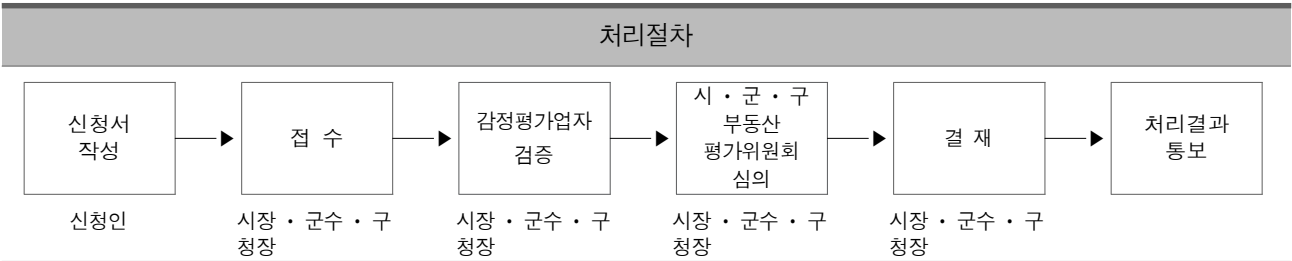 처리절차
신청서
작성
접 수
감정평가업자
검증
시 · 군 · 구
부동산
평가위원회
심의
결 재
처리결과
통보
신청인
시장 · 군수 · 구
청장
시장 · 군수 · 구
청장
시장 · 군수 · 구
청장
시장 · 군수 · 구
청장